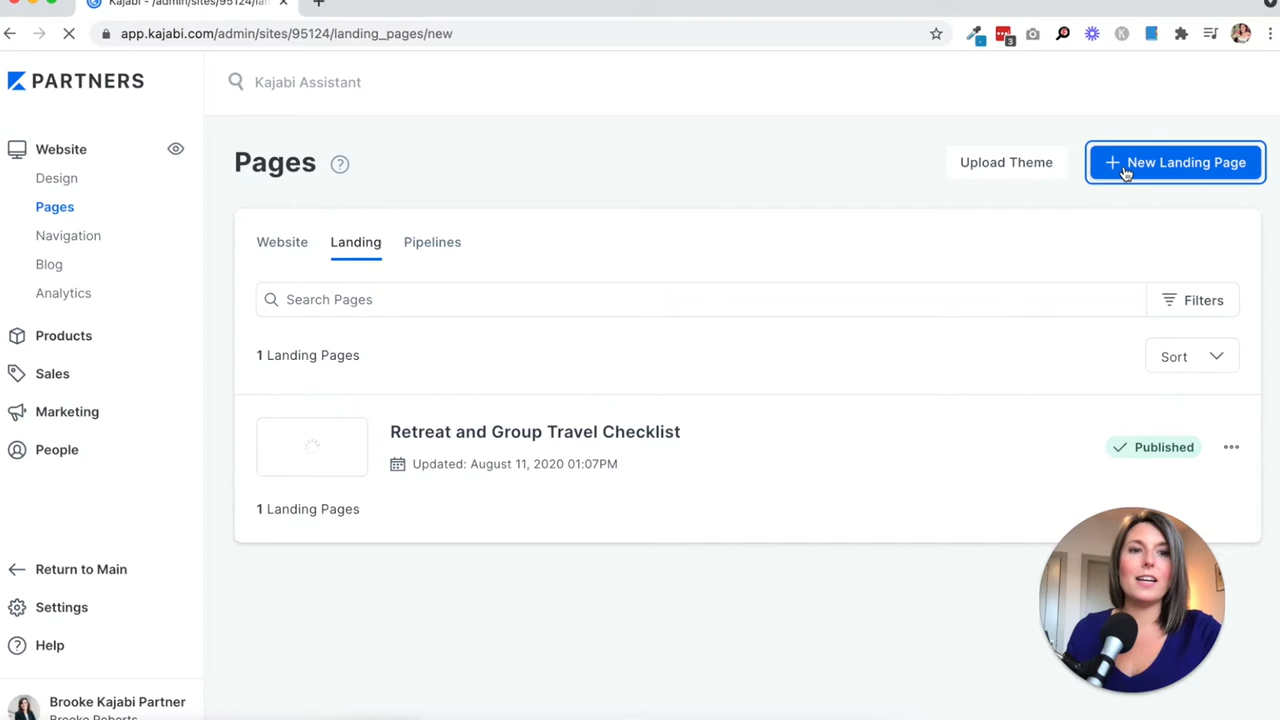 Kajabi - /admin/sites/95124/lan
app.kajabi.com/admin/sites/95124/landing_pages/new
3
PARTNERS
Kajabi Assistant
Website
Design
Pages
Navigation
Blog
Analytics
Products
Sales
Marketing
People
Return to Main
Settings
Help
Brooke Kajabi Partner
Brooke Roberts
Pages
Upload Theme
New Landing Page
Website Landing Pipelines
Search Pages
Filters
1 Landing Pages
Sort
Retreat and Group Travel Checklist
Updated: August 11, 2020 01:07PM
Published
1 Landing Pages